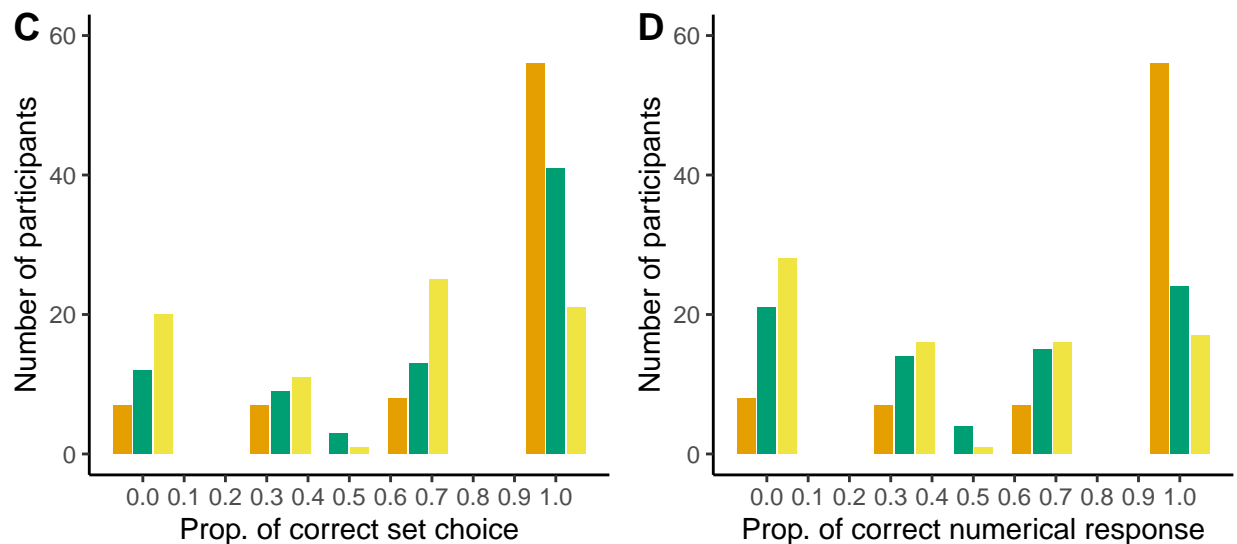 C
Number of participants
60
40
20
0
0.0 0.1 0.2 0.3 0.4 0.5 0.6 0.7 0.8 0.9 1.0
Prop. of correct set choice
D
Number of participants
60
40
20
0
0.0 0.1 0.2 0.3 0.4 0.5 0.6 0.7 0.8 0.9 1.0
Prop. of correct numerical response